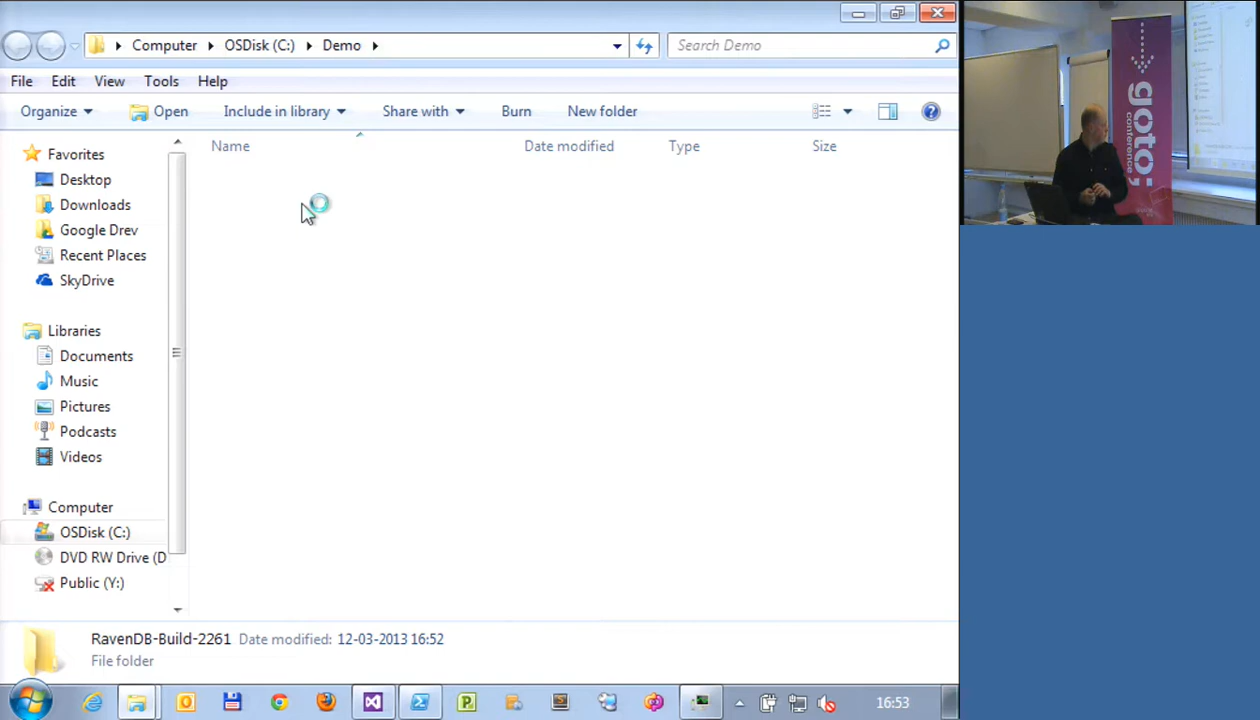 Computer OSDisk (C:) Demo
Search Demo
File Edit View Tools Help
Organize Open Include in library Share with Burn New folder
Name Date modified Type Size
Favorites
Desktop
Downloads
Google Drev
Recent Places
SkyDrive
Libraries
Documents
Music
Pictures
Podcasts
Videos
Computer
OSDisk (C:)
DVD RW Drive (D
Public (Y:)
RavenDB-Build-2261 Date modified: 12-03-2013 16:52
File folder
16:53
goto;
conference